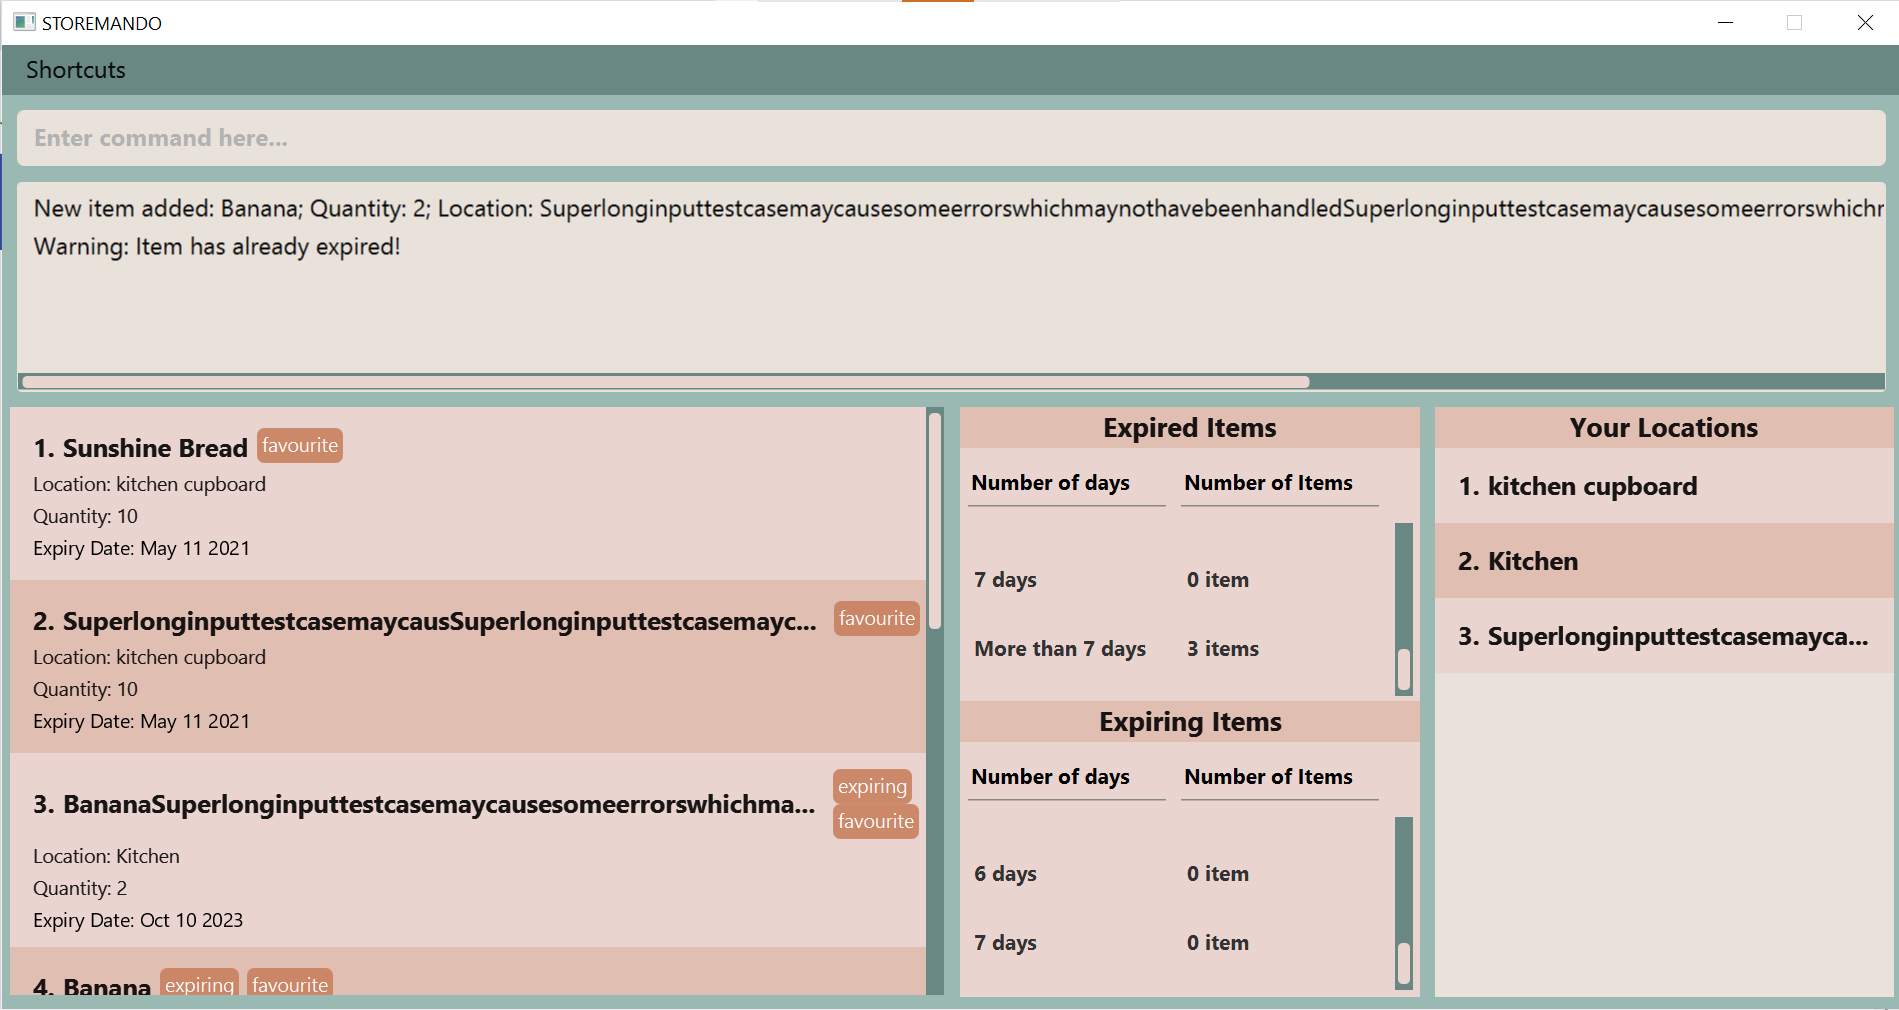 STOREMANDO
Shortcuts
Enter command here...
New item added: Banana; Quantity: 2; Location: SuperlonginputtestcasemaycausesomeerrorswhichmaynothavebeenhandledSuperlonginputtestcasemaycausesomeerrorswhichr
Warning: Item has already expired!
1. Sunshine Bread favourite
Location: kitchen cupboard
Quantity: 10
Expiry Date: May 11 2021
2. SuperlonginputtestcasemaycausSuperlonginputtestcasemayc... favourite
Location: kitchen cupboard
Quantity: 10
Expiry Date: May 11 2021
3. BananaSuperlonginputtestcasemaycausesomeerrorswhichma... expiring
favourite
Location: Kitchen
Quantity: 2
Expiry Date: Oct 10 2023
4. Banana expiring favourite
Expired Items
Number of days Number of Items
7 days 0 item
More than 7 days 3 items
Expiring Items
Number of days Number of Items
6 days 0 item
7 days 0 item
Your Locations
1. kitchen cupboard
2. Kitchen
3. Superlonginputtestcasemayca...